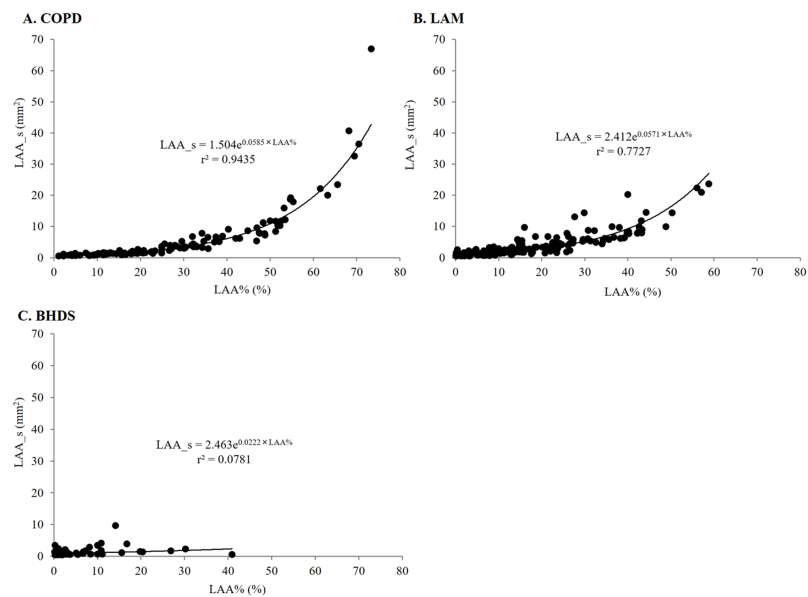 A. COPD
LAA_s (mm²)
70
60
50
40
30
20
10
0
LAA_s = 1.504e^0.0585×LAA%
r² = 0.9435
0 10 20 30 40 50 60 70 80
LAA% (%)
B. LAM
LAA_s (mm²)
70
60
50
40
30
20
10
0
LAA_s = 2.412e^0.0571×LAA%
r² = 0.7727
0 10 20 30 40 50 60 70 80
LAA% (%)
C. BHDS
LAA_s (mm²)
70
60
50
40
30
20
10
0
LAA_s = 2.463e^0.0222×LAA%
r² = 0.0781
0 10 20 30 40 50 60 70 80
LAA% (%)